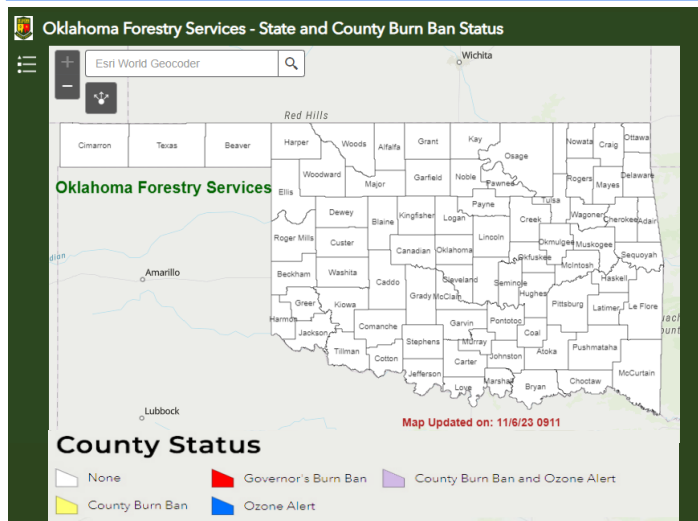 Oklahoma Forestry Services - State and County Burn Ban Status
Esri World Geocoder
Wichita
Red Hills
Cimarron Texas Beaver Harper Woods Alfalfa Grant Kay Osage Nowata Craig Ottawa
Oklahoma Forestry Services
Ellis Woodward Major Garfield Noble Pawnee Rogers Mayes Delaware
Dewey Blaine Kingfisher Logan Payne Creek Tulsa Wagoner Cherokee Adair
Roger Mills Custer Canadian Oklahoma Lincoln Okmulgee Muskogee Sequoyah
Okfuskee McIntosh Haskell
Amarillo
Beckham Washita Caddo Grady McClain Cleveland Seminole Hughes Pittsburg Latimer Le Flore
Greer Kiowa
Harmon Jackson Comanche Stephens Garvin Murray Pontotoc Coal
Tillman Cotton Jefferson Carter Johnston Atoka Pushmataha McCurtain
Love Marshall Bryan Choctaw
Lubbock
Map Updated on: 11/6/23 0911
County Status
None Governor's Burn Ban County Burn Ban and Ozone Alert
County Burn Ban Ozone Alert